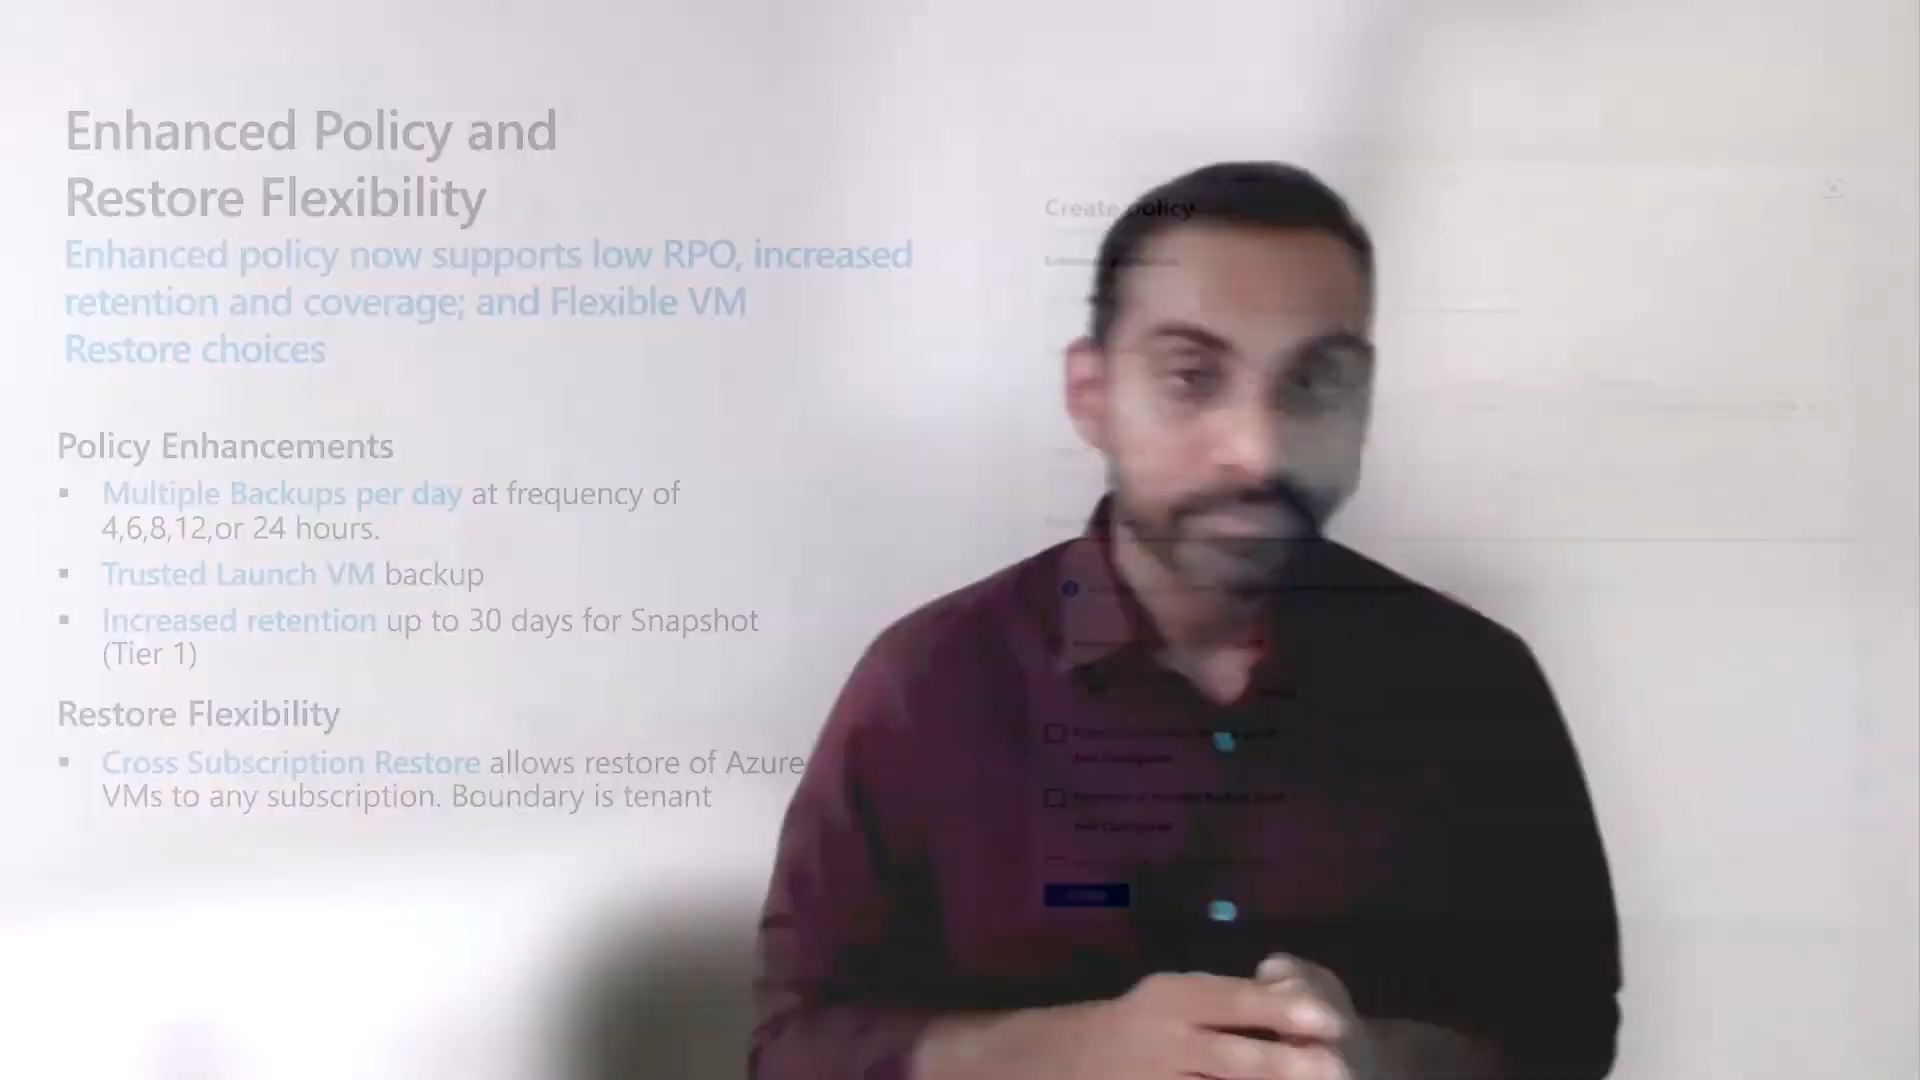 Enhanced Policy and
Restore Flexibility
Enhanced policy now supports low RPO, increased
retention and coverage; and Flexible VM
Restore choices
Policy Enhancements
▪ Multiple Backups per day at frequency of
4,6,8,12,or 24 hours.
▪ Trusted Launch VM backup
▪ Increased retention up to 30 days for Snapshot
(Tier 1)
Restore Flexibility
▪ Cross Subscription Restore allows restore of Azure
VMs to any subscription. Boundary is tenant
Create policy